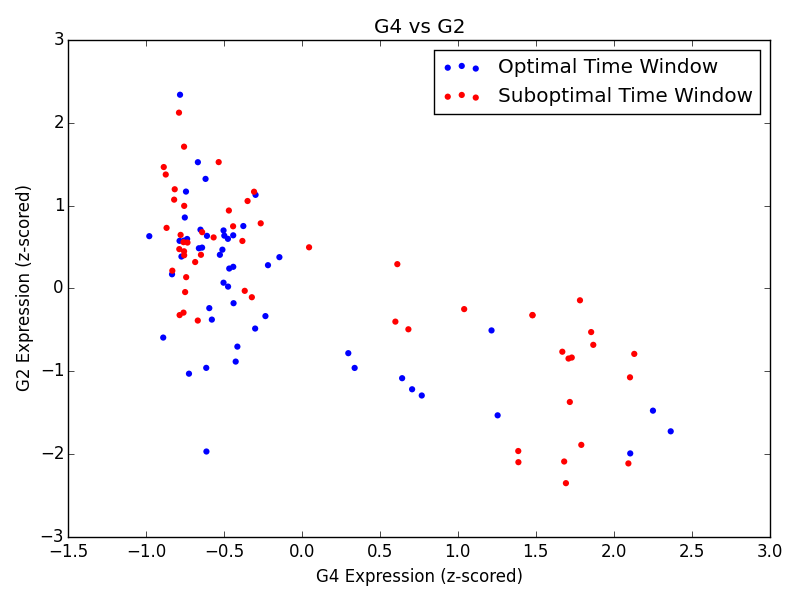 G4 vs G2
Optimal Time Window
Suboptimal Time Window
G2 Expression (z-scored)
3
2
1
0
−1
−2
−3
−1.5 −1.0 −0.5 0.0 0.5 1.0 1.5 2.0 2.5 3.0
G4 Expression (z-scored)